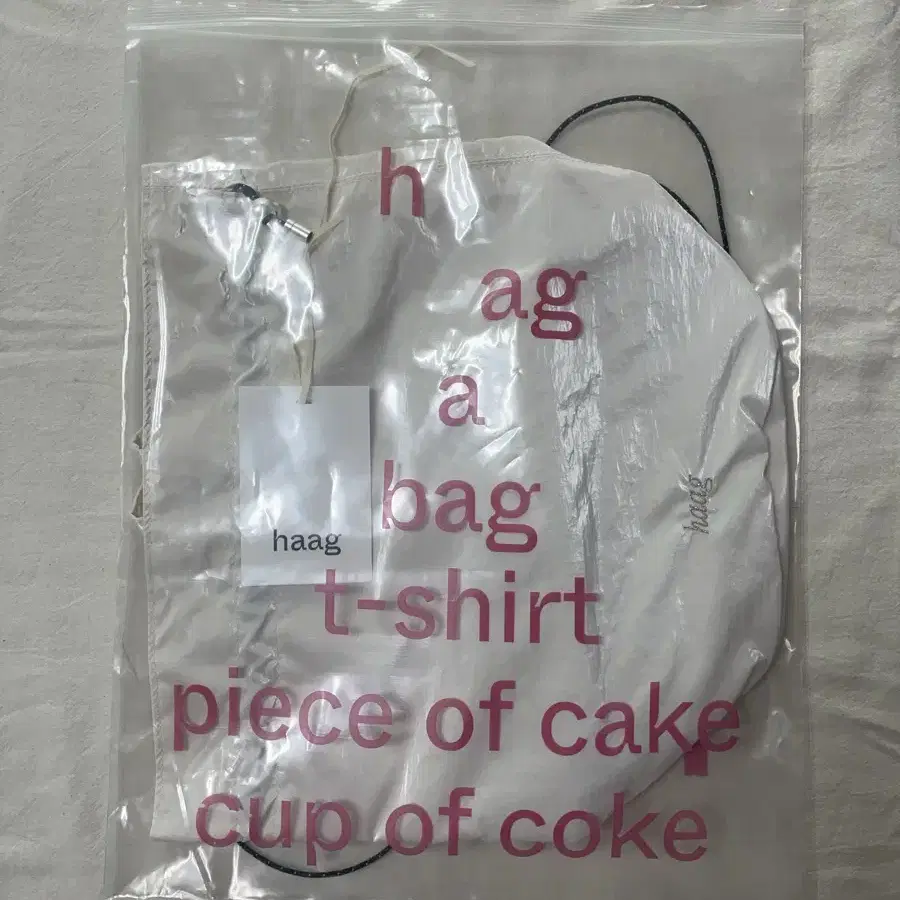 h
ag
a
bag
haag
haag
t-shirt
piece of cake
cup of coke